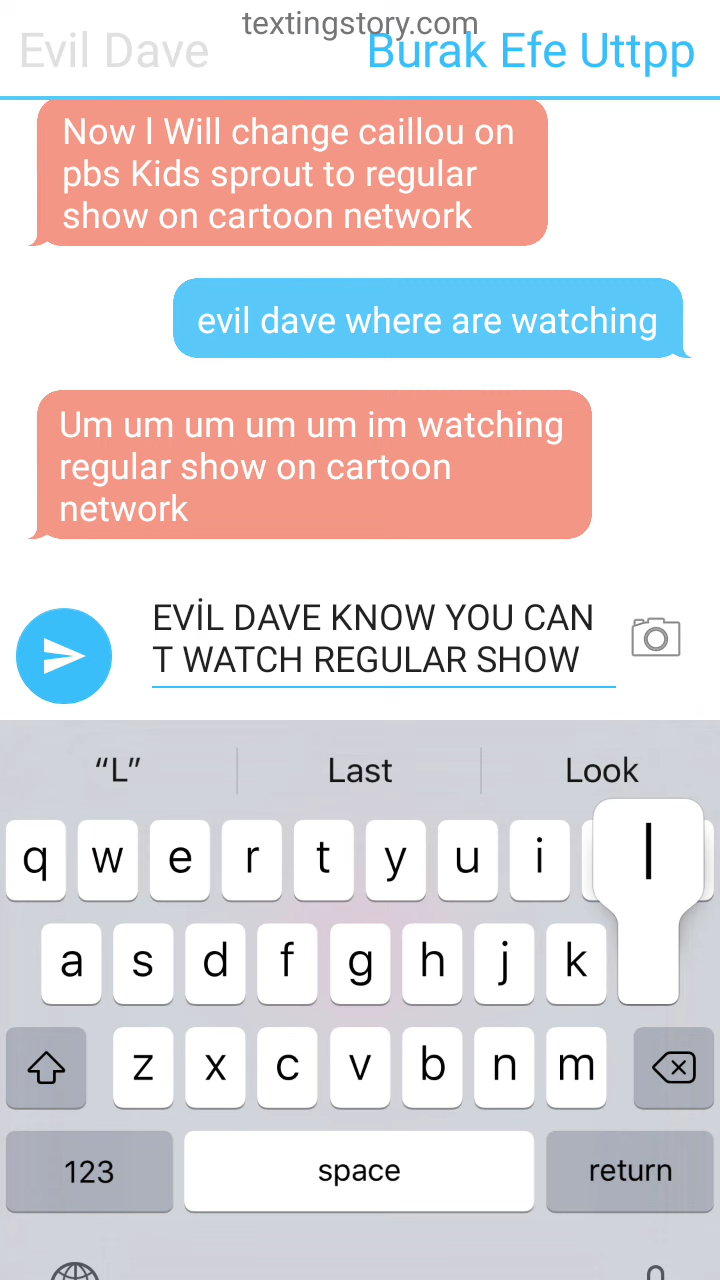 textingstory.com
Evil Dave
Burak Efe Uttpp
Now I Will change caillou on
pbs Kids sprout to regular
show on cartoon network
evil dave where are watching
Um um um um um im watching
regular show on cartoon
network
EVİL DAVE KNOW YOU CAN
T WATCH REGULAR SHOW
“L” Last Look
q w e r t y u i
a s d f g h j k l
z x c v b n m
123 space return